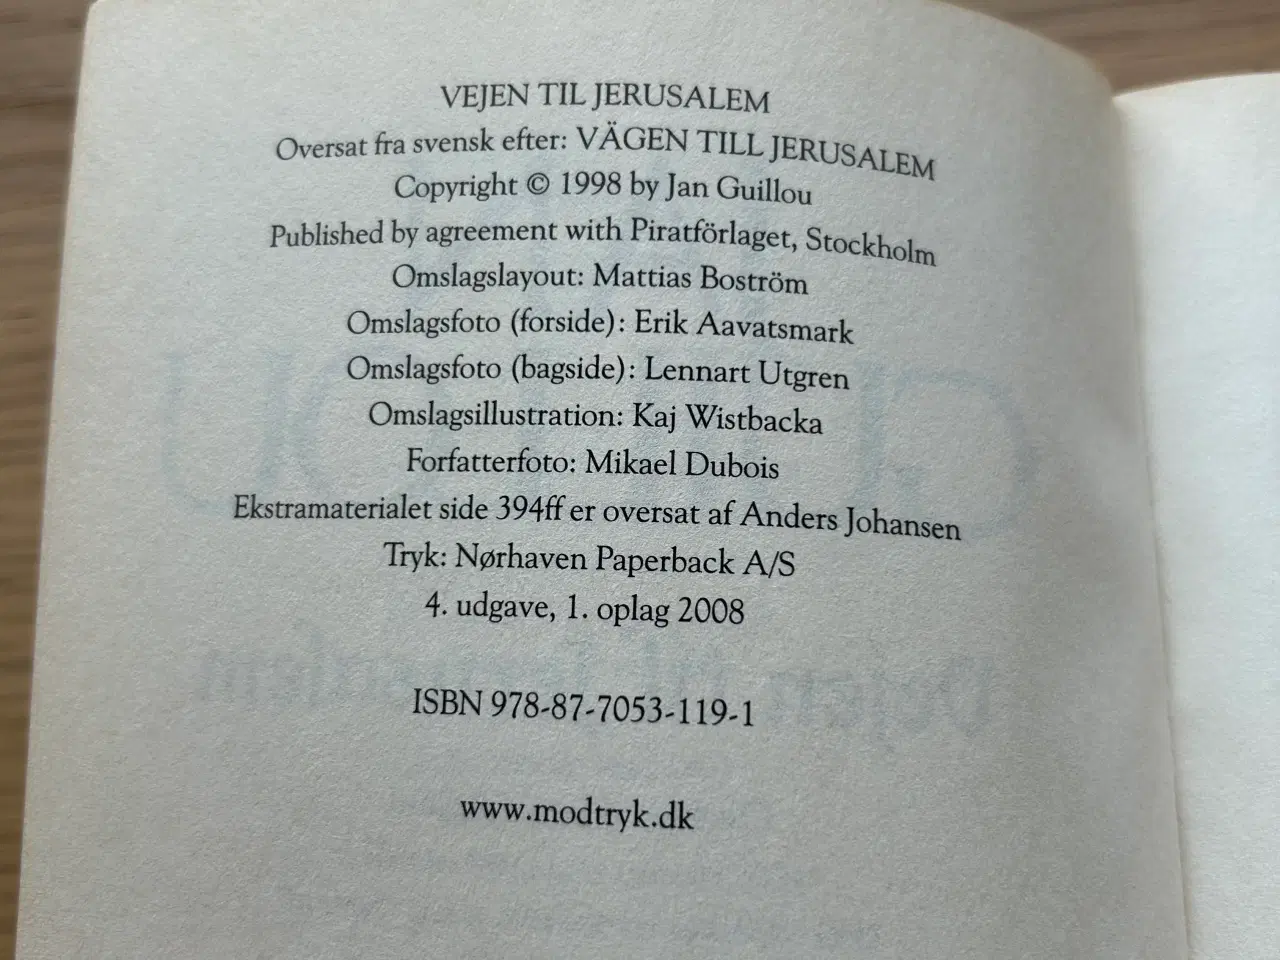 VEJEN TIL JERUSALEM
Oversat fra svensk efter: VÄGEN TILL JERUSALEM
Copyright © 1998 by Jan Guillou
Published by agreement with Piratförlaget, Stockholm
Omslagslayout: Mattias Boström
Omslagsfoto (forside): Erik Aavatsmark
Omslagsfoto (bagside): Lennart Utgren
Omslagsillustration: Kaj Wistbacka
Forfatterfoto: Mikael Dubois
Ekstramaterialet side 394ff er oversat af Anders Johansen
Tryk: Nørhaven Paperback A/S
4. udgave, 1. oplag 2008
ISBN 978-87-7053-119-1
www.modtryk.dk